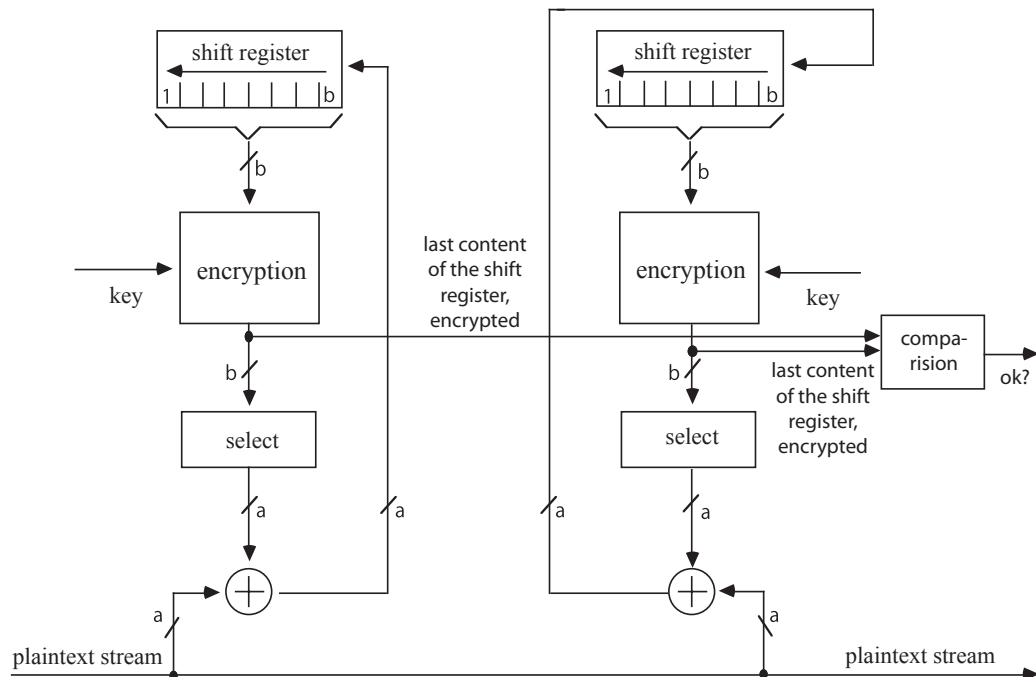 shift register
1
b
shift register
1
b
b
b
encryption
key
last content
of the shift
register,
encrypted
encryption
key
compa-
rision
ok?
b
b
last content
of the shift
register,
encrypted
select
select
a
a
a
a
a
a
plaintext stream
plaintext stream